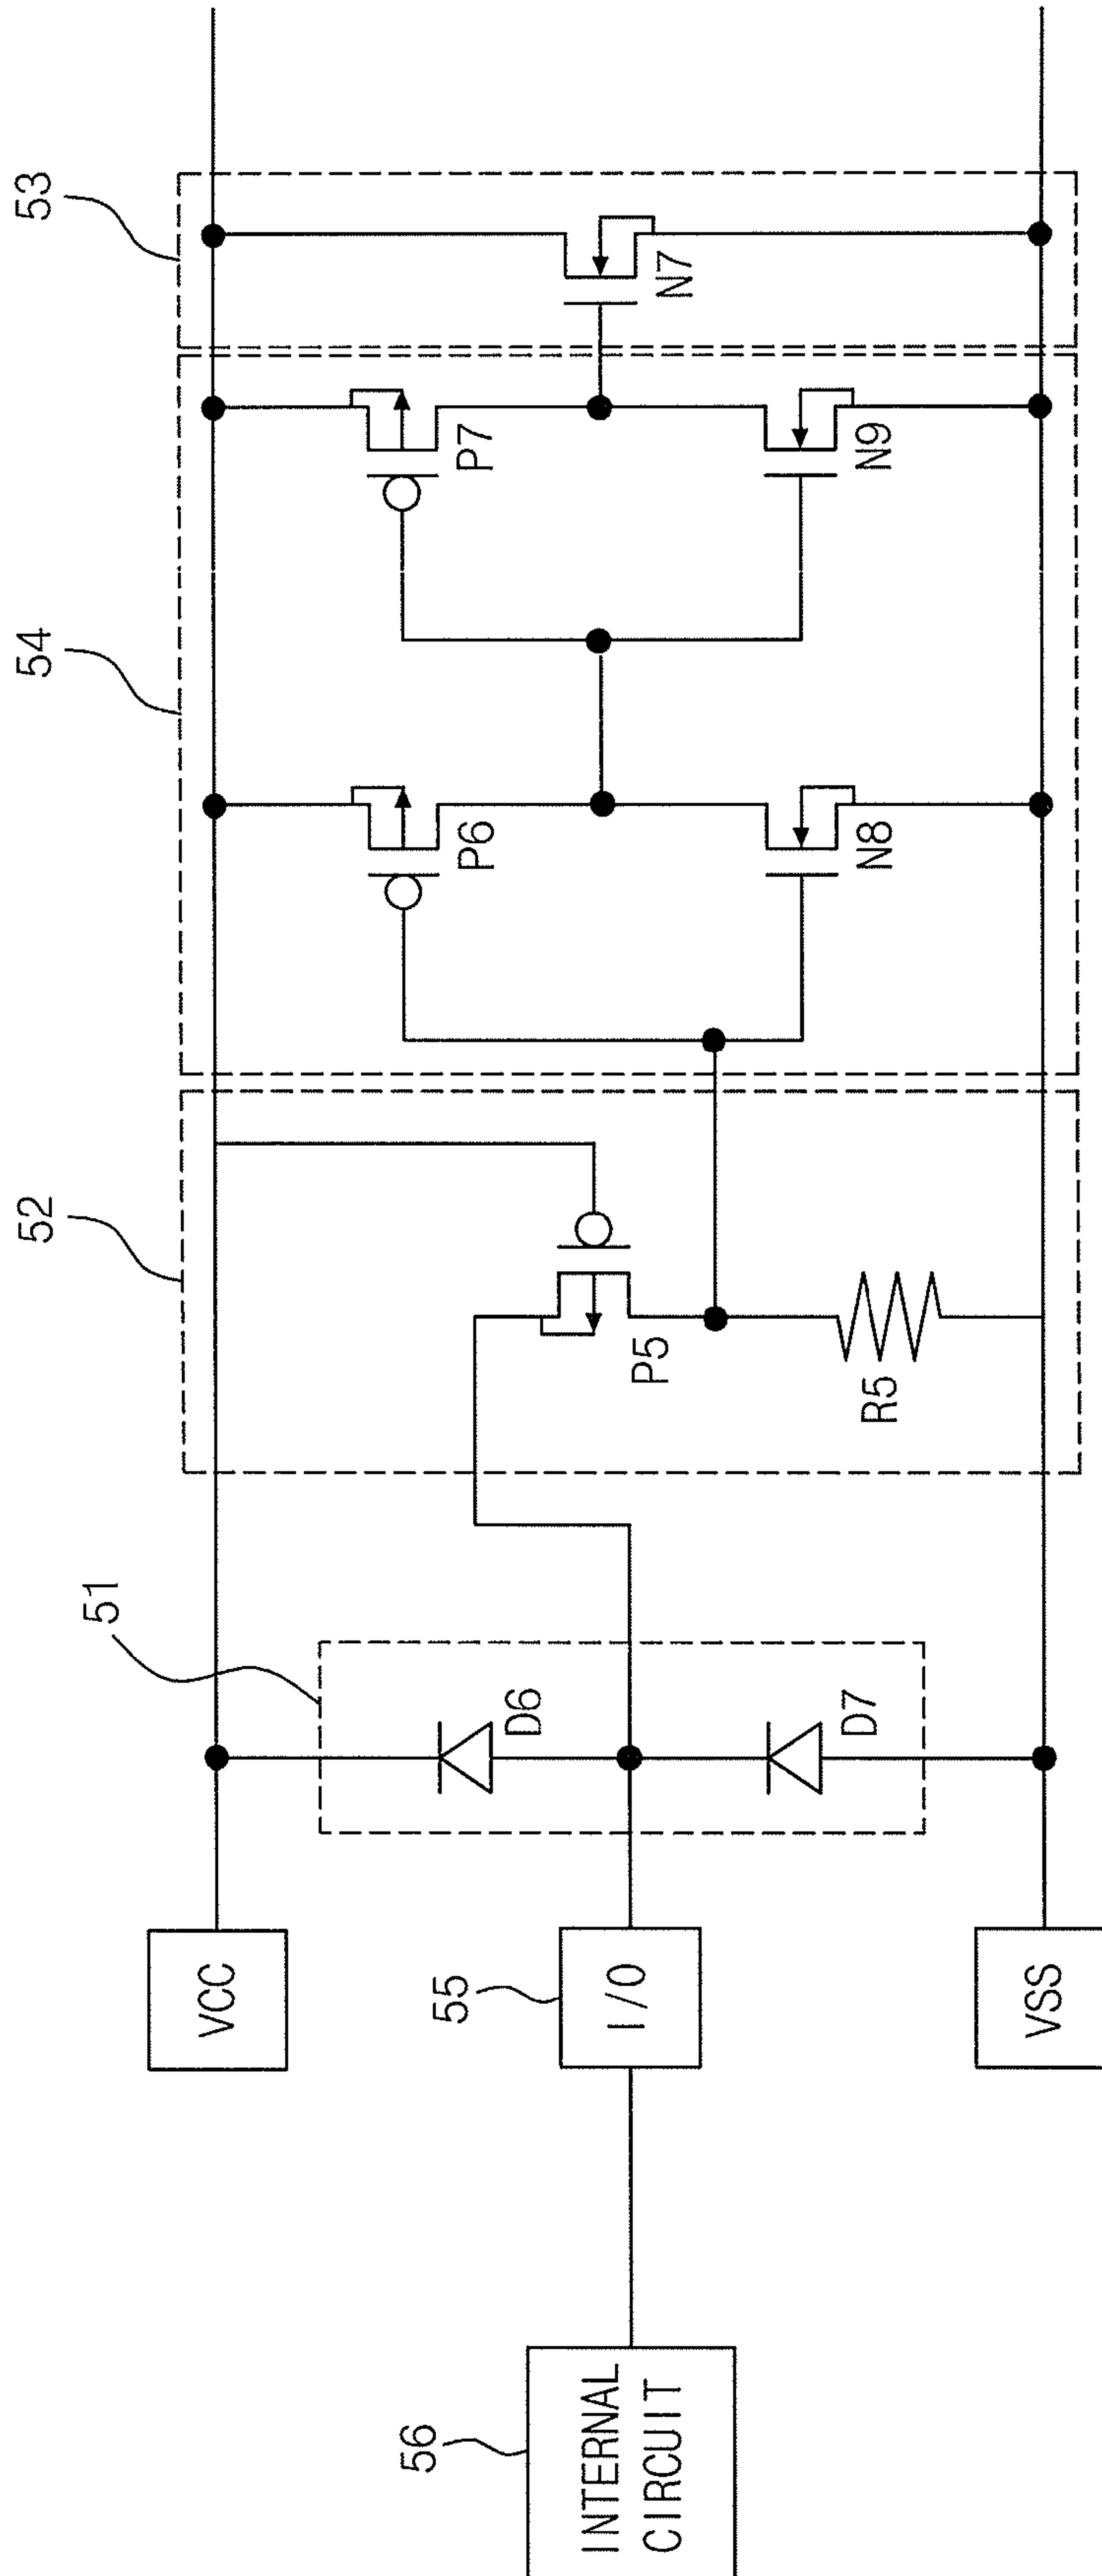 53
N7
54
P7
N9
P6
N8
52
P5
R5
51
D6
D7
VCC
55
I/O
VSS
56
INTERNAL
CIRCUIT